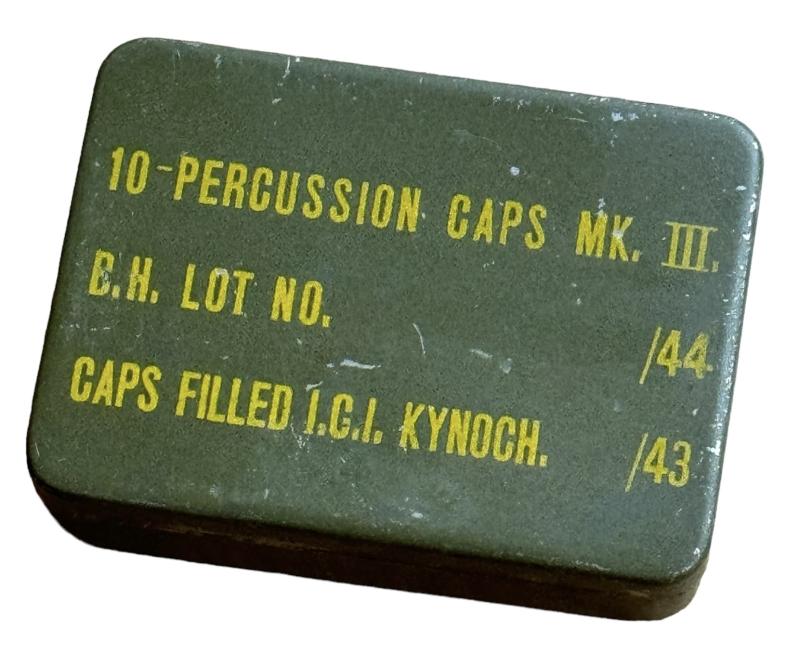 10-PERCUSSION CAPS MK. III.
B.H. LOT NO. /44
CAPS FILLED I.C.I. KYNOCH. /43